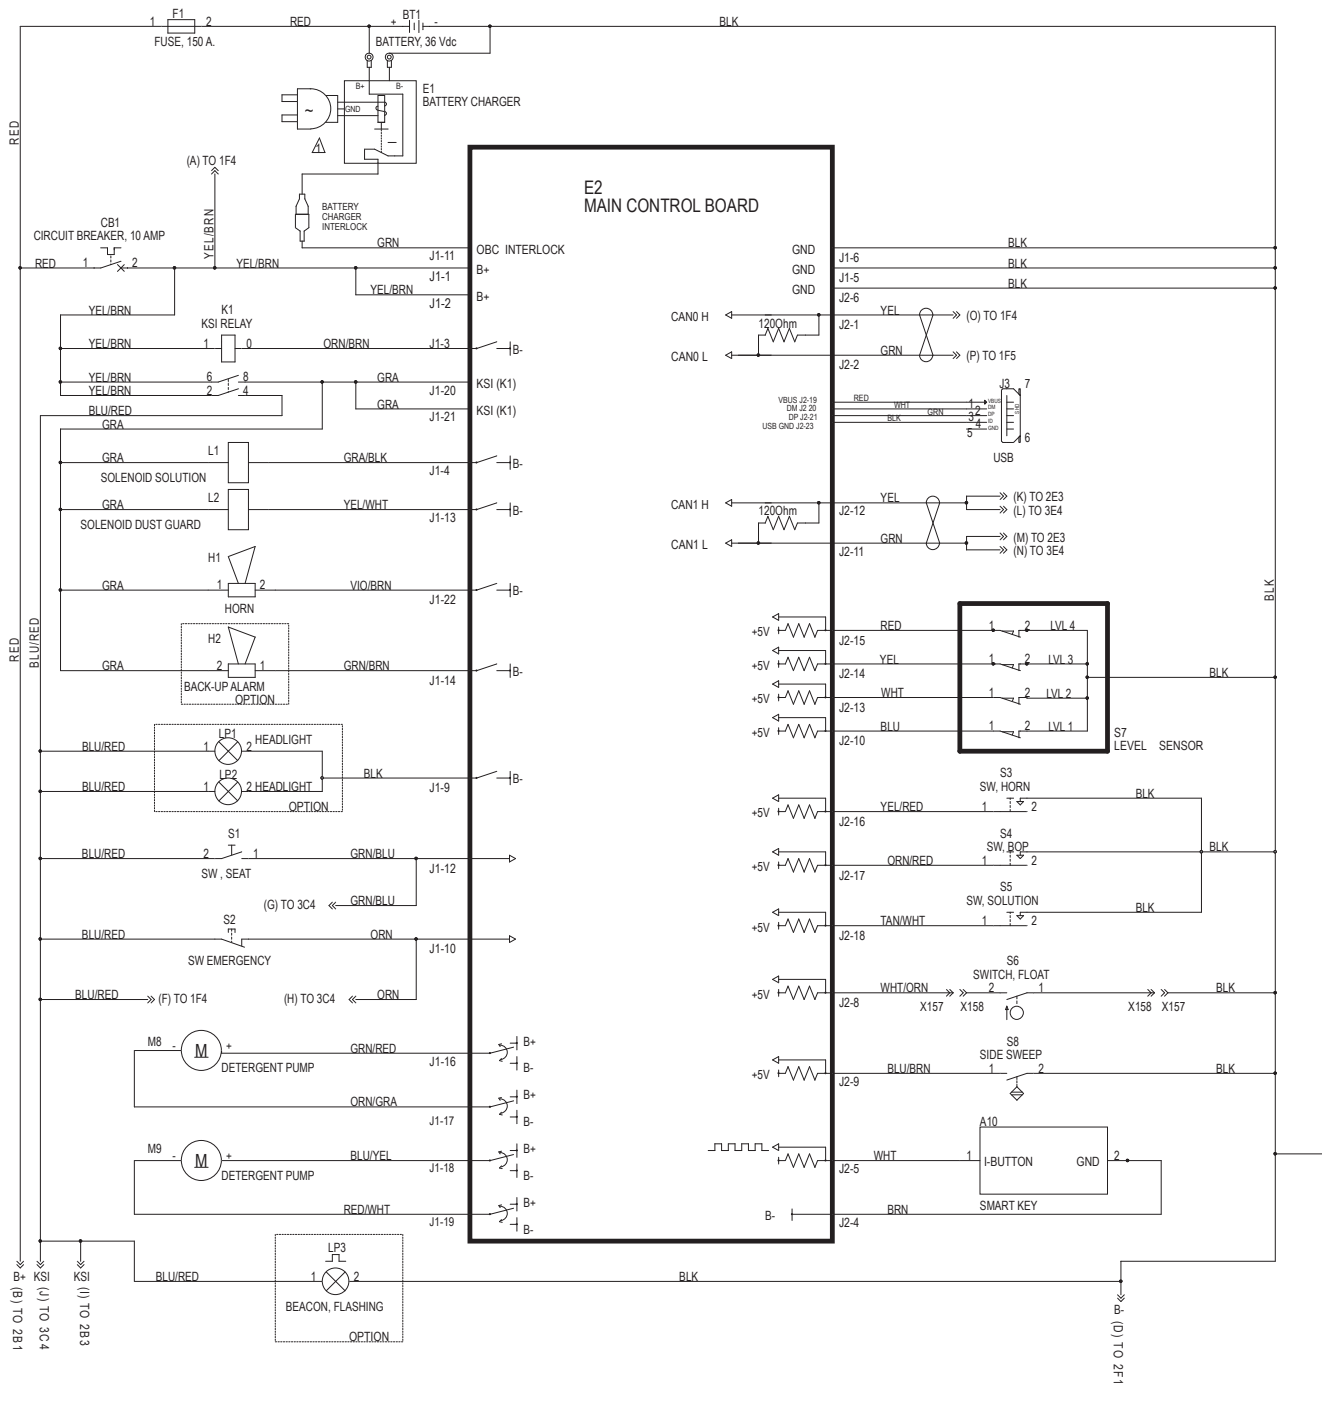 F1
1 2 RED
FUSE, 150 A.
BT1
+ -
BATTERY, 36 Vdc
BLK
B+ B-
GND
~
1
E1
BATTERY CHARGER
RED
(A) TO 1F4
YEL/BRN
BATTERY
CHARGER
INTERLOCK
E2
MAIN CONTROL BOARD
CB1
CIRCUIT BREAKER, 10 AMP
RED 1 2 YEL/BRN
GRN J1-11 OBC INTERLOCK
J1-1 B+
YEL/BRN J1-2 B+
GND J1-6 BLK
GND J1-5 BLK
GND J2-6 BLK
YEL/BRN
K1
KSI RELAY
YEL/BRN 1 0 ORN/BRN J1-3 B-
YEL/BRN 6 8 GRA J1-20 KSI (K1)
YEL/BRN 2 4
BLU/RED GRA J1-21 KSI (K1)
GRA
CAN0 H 120Ohm J2-1 YEL (O) TO 1F4
CAN0 L J2-2 GRN (P) TO 1F5
J3 7
VBUS J2-19 RED 1 VBUS
DM J2 20 WHT 2 DM
DP J2-21 GRN 3 DP
USB GND J2-23 BLK 4 ID
5 GND
GND
6
USB
GRA L1 GRA/BLK J1-4 B-
SOLENOID SOLUTION
GRA L2 YEL/WHT J1-13 B-
SOLENOID DUST GUARD
CAN1 H 120Ohm J2-12 YEL (K) TO 2E3
(L) TO 3E4
CAN1 L J2-11 GRN (M) TO 2E3
(N) TO 3E4
H1
GRA 1 2 VIO/BRN J1-22 B-
HORN
BLK
RED
BLU/RED
H2
GRA 2 1 GRN/BRN J1-14 B-
BACK-UP ALARM
OPTION
+5V J2-15 RED 1 2 LVL 4
+5V J2-14 YEL 1 2 LVL 3
BLK
+5V J2-13 WHT 1 2 LVL 2
+5V J2-10 BLU 1 2 LVL 1
S7
LEVEL SENSOR
LP1
BLU/RED 1 2 HEADLIGHT
LP2
BLU/RED 1 2 HEADLIGHT
OPTION
BLK J1-9 B-
S3
SW, HORN
+5V J2-16 YEL/RED 1 2 BLK
S4
SW, BOP
+5V J2-17 ORN/RED 1 2 BLK
S5
SW, SOLUTION
+5V J2-18 TAN/WHT 1 2 BLK
S1
BLU/RED 2 1 GRN/BLU J1-12
SW , SEAT
(G) TO 3C4 GRN/BLU
S2
BLU/RED ORN J1-10
SW EMERGENCY
BLU/RED (F) TO 1F4 (H) TO 3C4 ORN
S6
SWITCH, FLOAT
+5V J2-8 WHT/ORN X157 X158 2 1 X158 X157 BLK
M8 - M + GRN/RED J1-16 B+
B-
DETERGENT PUMP
ORN/GRA J1-17 B+
B-
S8
SIDE SWEEP
+5V J2-9 BLU/BRN 1 2 BLK
M9 - M + BLU/YEL J1-18 B+
B-
DETERGENT PUMP
RED/WHT J1-19 B+
B-
A10
J2-5 WHT 1 I-BUTTON GND 2
SMART KEY
B- J2-4 BRN
LP3
BLU/RED 1 2 BLK
BEACON, FLASHING
OPTION
B+ (B) TO 2B1
KSI (J) TO 3C4
KSI (I) TO 2B3
B- (D) TO 2F1